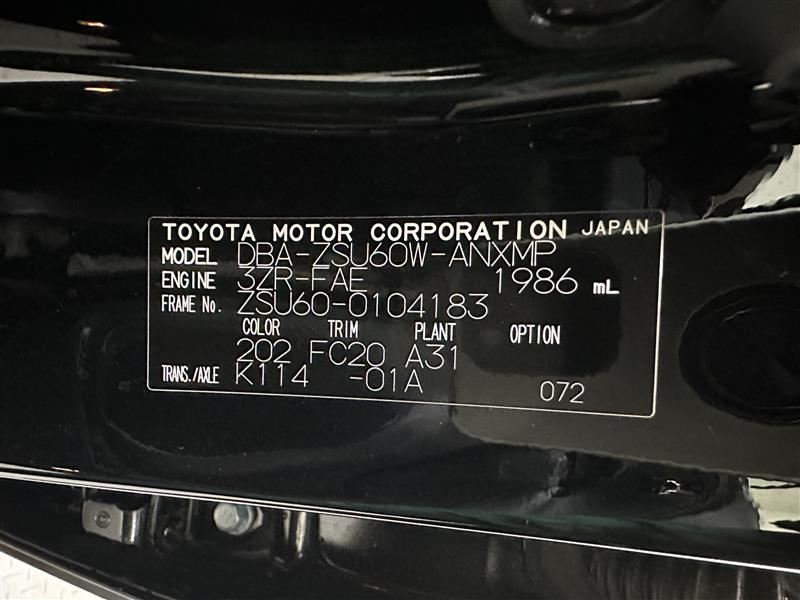 TOYOTA MOTOR CORPORATION JAPAN
MODEL DBA-ZSU60W-ANXMP
ENGINE 3ZR-FAE 1986 mL
FRAME No. ZSU60-0104183
COLOR TRIM PLANT OPTION
202 FC20 A31
TRANS./AXLE K114 -01A
072